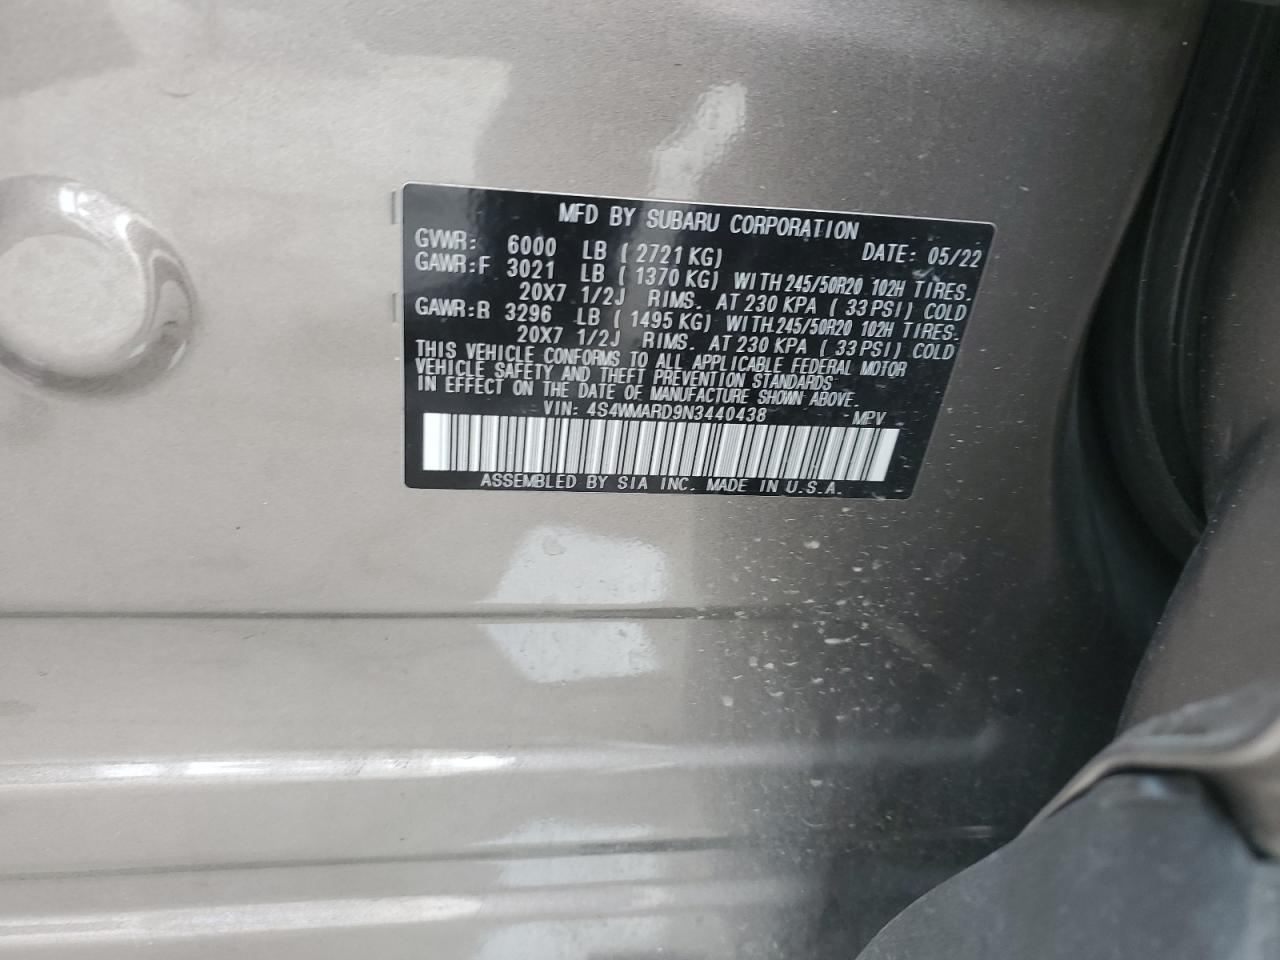 MFD BY SUBARU CORPORATION
GVWR: 6000 LB ( 2721 KG) DATE: 05/22
GAWR:F 3021 LB ( 1370 KG) WITH 245/50R20 102H TIRES.
20X7 1/2J RIMS. AT 230 KPA ( 33 PSI) COLD
GAWR:R 3296 LB ( 1495 KG) WITH 245/50R20 102H TIRES.
20X7 1/2J RIMS. AT 230 KPA ( 33 PSI) COLD
THIS VEHICLE CONFORMS TO ALL APPLICABLE FEDERAL MOTOR
VEHICLE SAFETY AND THEFT PREVENTION STANDARDS
IN EFFECT ON THE DATE OF MANUFACTURE SHOWN ABOVE.
VIN: 4S4WMARD9N3440438 MPV
ASSEMBLED BY SIA INC. MADE IN U.S.A.